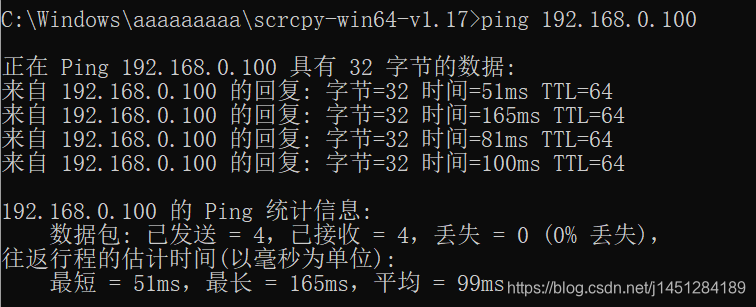 C:\Windows\aaaaaaaaa\scrcpy-win64-v1.17>ping 192.168.0.100
正在 Ping 192.168.0.100 具有 32 字节的数据:
来自 192.168.0.100 的回复: 字节=32 时间=51ms TTL=64
来自 192.168.0.100 的回复: 字节=32 时间=165ms TTL=64
来自 192.168.0.100 的回复: 字节=32 时间=81ms TTL=64
来自 192.168.0.100 的回复: 字节=32 时间=100ms TTL=64
192.168.0.100 的 Ping 统计信息:
数据包: 已发送 = 4，已接收 = 4，丢失 = 0 (0% 丢失)，
往返行程的估计时间(以毫秒为单位):
最短 = 51ms，最长 = 165ms，平均 = 99ms
https://blog.csdn.net/j1451284189